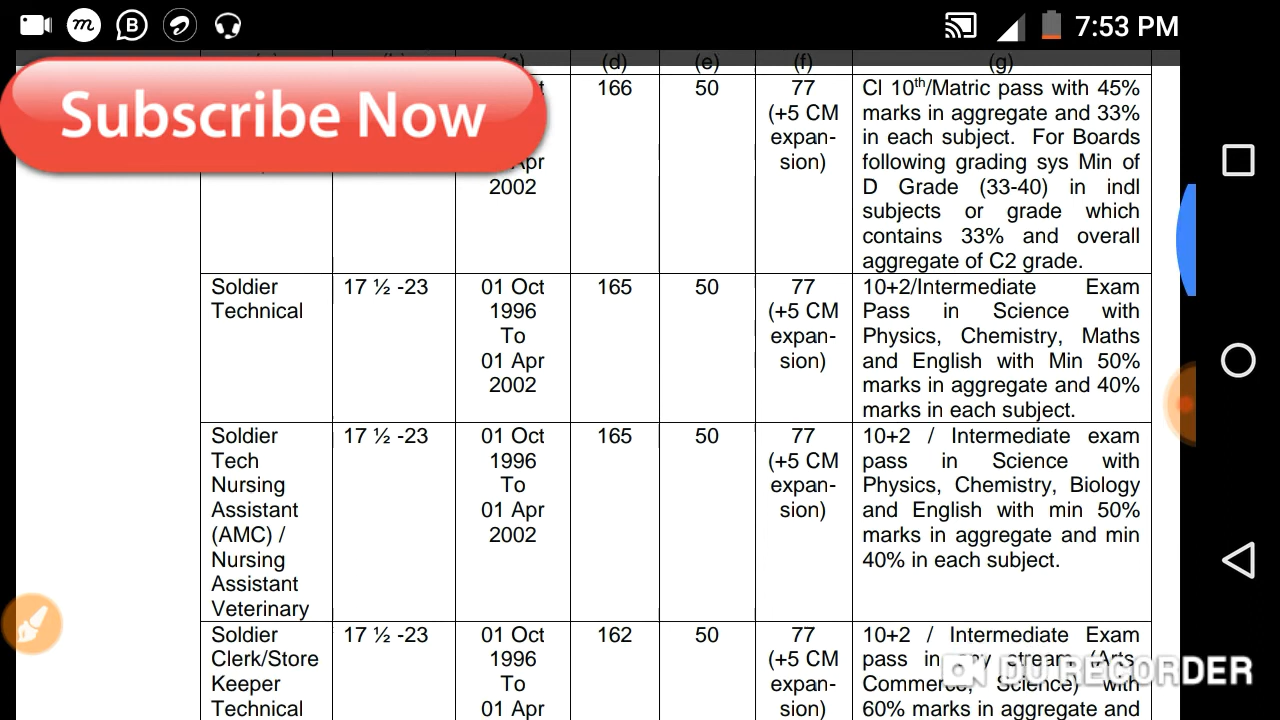 7:53 PM
Subscribe Now
(d) (e) (f) (g)
166 50 77 Cl 10th/Matric pass with 45%
(+5 CM marks in aggregate and 33%
expan- in each subject. For Boards
Apr sion) following grading sys Min of
2002 D Grade (33-40) in indl
subjects or grade which
contains 33% and overall
aggregate of C2 grade.
Soldier 17 ½ -23 01 Oct 165 50 77 10+2/Intermediate Exam
Technical 1996 (+5 CM Pass in Science with
To expan- Physics, Chemistry, Maths
01 Apr sion) and English with Min 50%
2002 marks in aggregate and 40%
marks in each subject.
Soldier 17 ½ -23 01 Oct 165 50 77 10+2 / Intermediate exam
Tech 1996 (+5 CM pass in Science with
Nursing To expan- Physics, Chemistry, Biology
Assistant 01 Apr sion) and English with min 50%
(AMC) / 2002 marks in aggregate and min
Nursing 40% in each subject.
Assistant
Veterinary
Soldier 17 ½ -23 01 Oct 162 50 77 10+2 / Intermediate Exam
Clerk/Store 1996 (+5 CM pass in any stream (Arts,
Keeper To expan- Commerce, Science) with
Technical 01 Apr sion) 60% marks in aggregate and
DU RECORDER